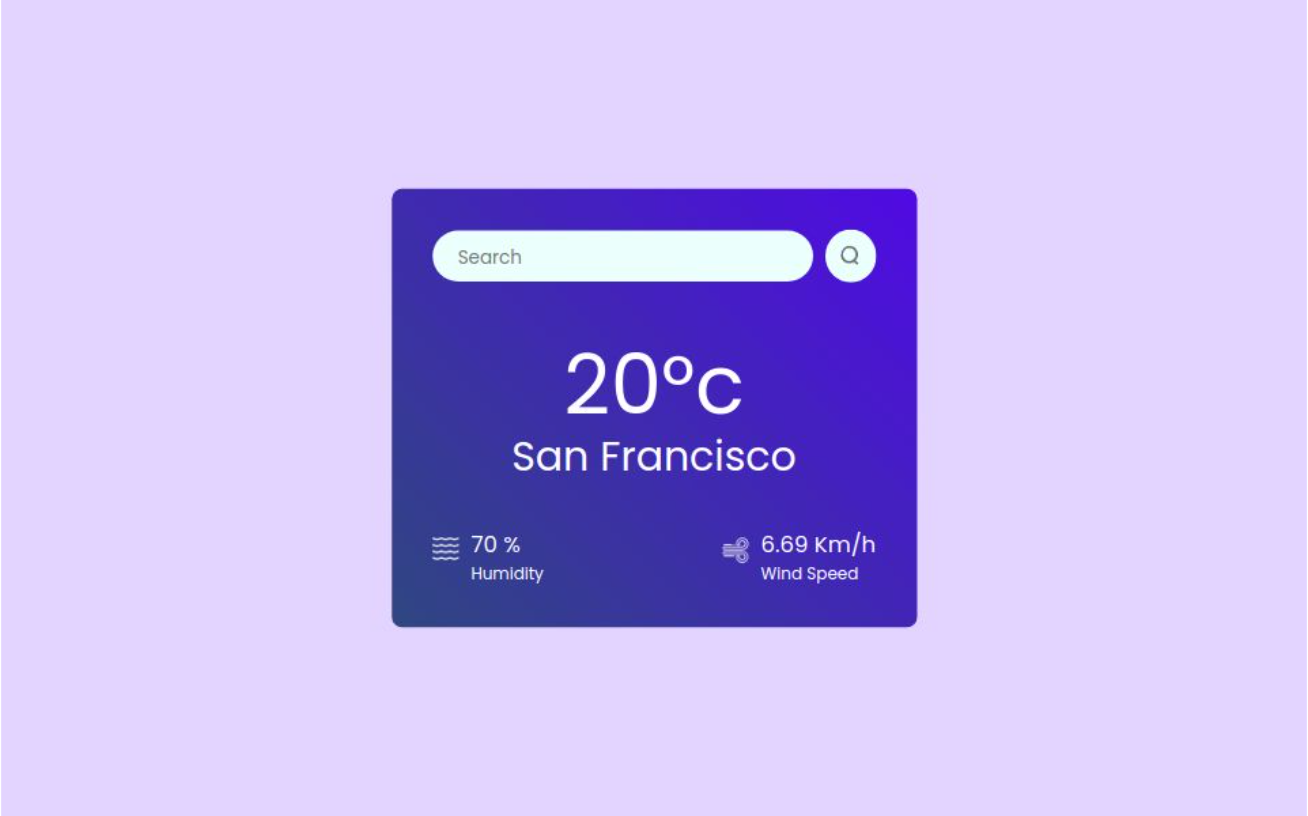 Search
20°c
San Francisco
70 %
Humidity
6.69 Km/h
Wind Speed